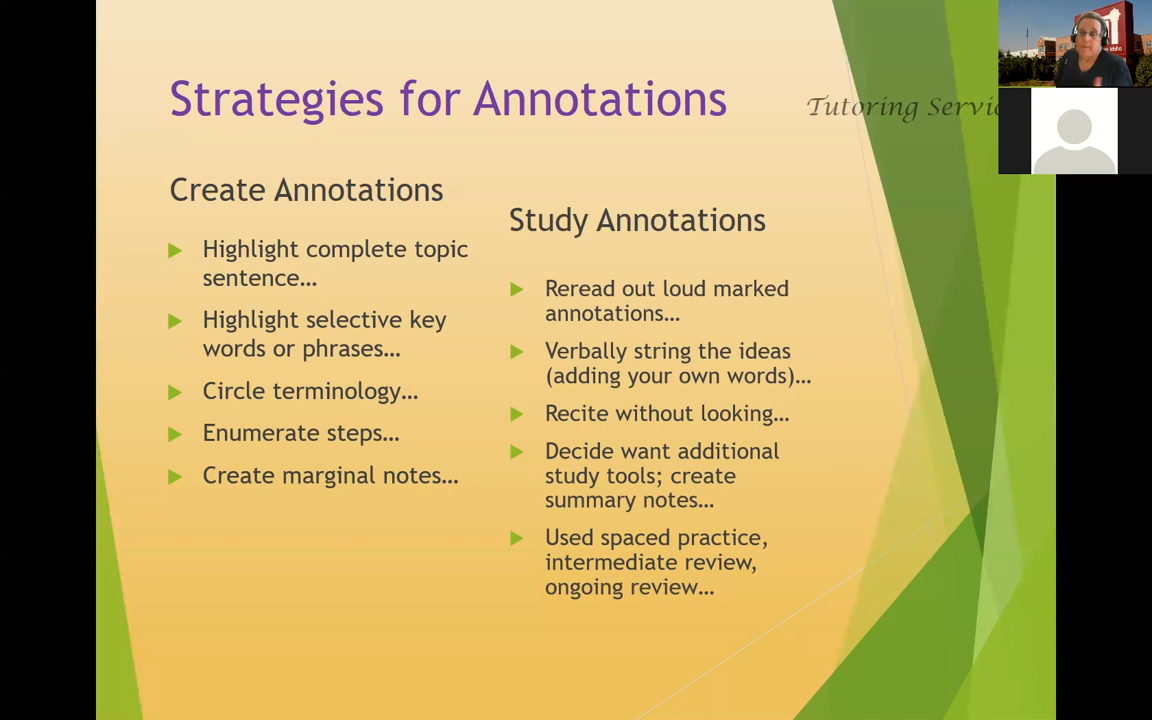 Strategies for Annotations
Tutoring
Create Annotations
Highlight complete topic
sentence…
Highlight selective key
words or phrases…
Circle terminology…
Enumerate steps…
Create marginal notes…
Study Annotations
Reread out loud marked
annotations…
Verbally string the ideas
(adding your own words)…
Recite without looking…
Decide want additional
study tools; create
summary notes…
Used spaced practice,
intermediate review,
ongoing review…